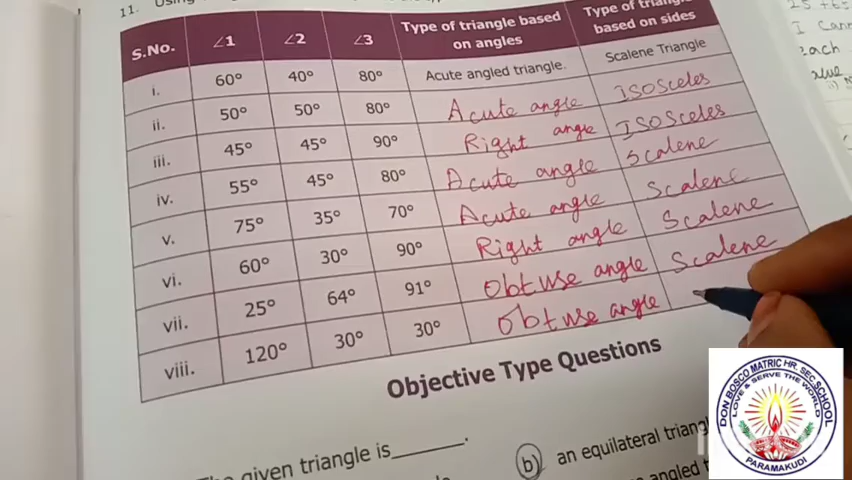 11. Using
S.No. ∠1 ∠2 ∠3 Type of triangle based on angles Type of triangle based on sides
i. 60° 40° 80° Acute angled triangle. Scalene Triangle
ii. 50° 50° 80° Acute angle Isosceles
iii. 45° 45° 90° Right angle Isosceles
iv. 55° 45° 80° Acute angle Scalene
v. 75° 35° 70° Acute angle Scalene
vi. 60° 30° 90° Right angle Scalene
vii. 25° 64° 91° Obtuse angle Scalene
viii. 120° 30° 30° Obtuse angle
Objective Type Questions
given triangle is______.
b) an equilateral
angled
I
DON BOSCO MATRIC HR. SEC. SCHOOL
LOVE & SERVE THE WORLD
PARAMAKUDI